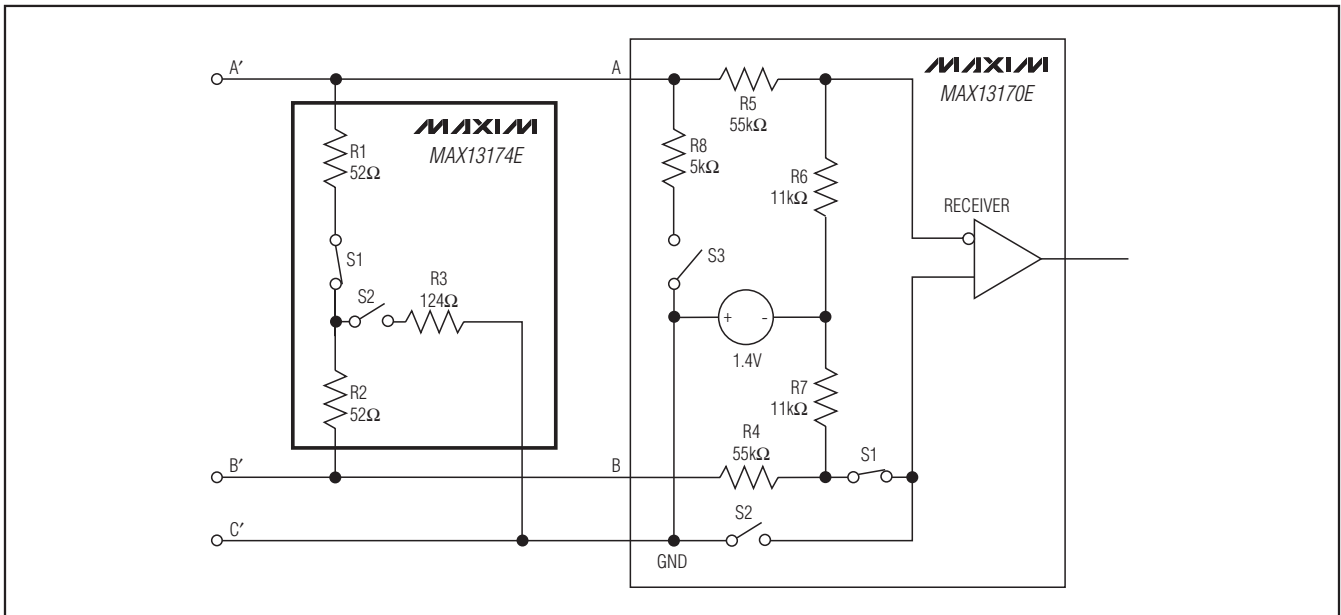 A′
A
MAXIM
MAX13170E
R5
55kΩ
MAXIM
MAX13174E
R1
52Ω
R8
5kΩ
R6
11kΩ
RECEIVER
S1
S3
R3
124Ω
S2
+ -
1.4V
R2
52Ω
R7
11kΩ
R4
55kΩ
S1
B′
B
S2
C′
GND